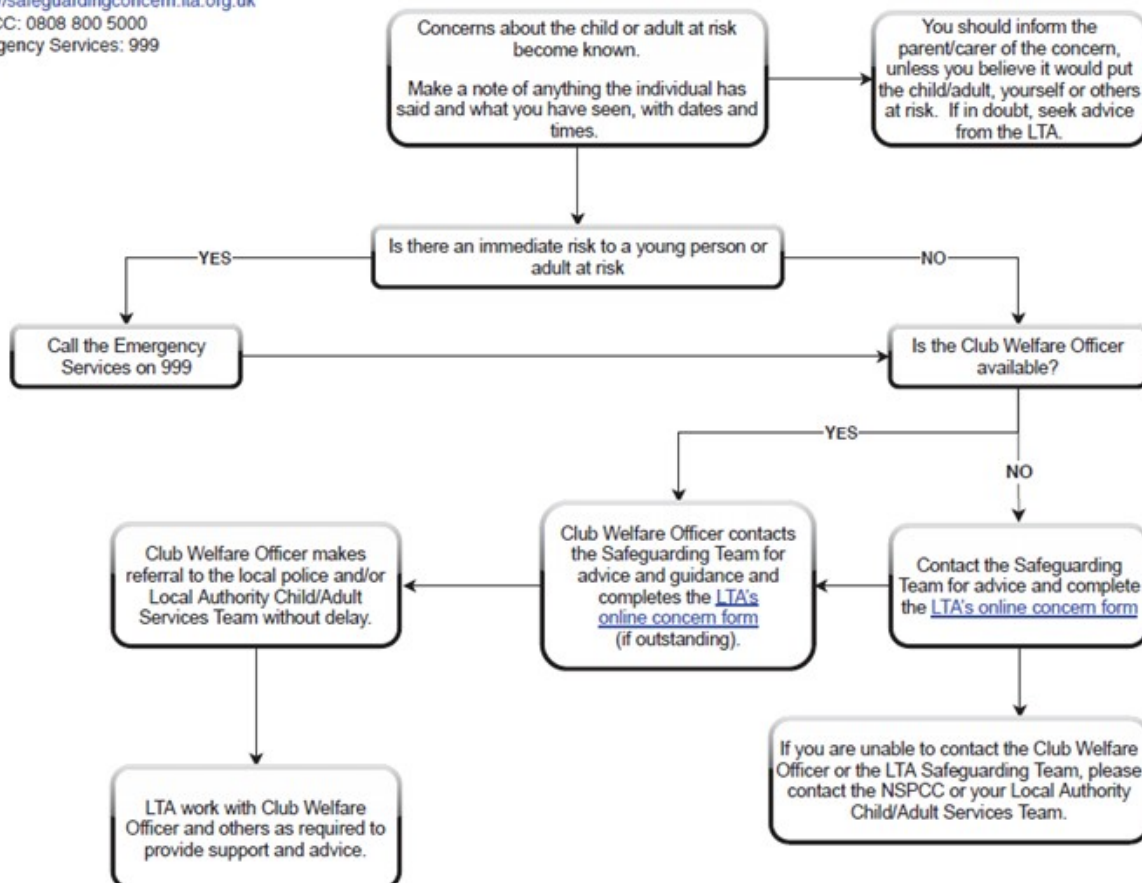 /safeguardingconcern.lta.org.uk
CC: 0808 800 5000
gency Services: 999
Concerns about the child or adult at risk
become known.
Make a note of anything the individual has
said and what you have seen, with dates and
times.
You should inform the
parent/carer of the concern,
unless you believe it would put
the child/adult, yourself or others
at risk. If in doubt, seek advice
from the LTA.
Is there an immediate risk to a young person or
adult at risk
YES
NO
Call the Emergency
Services on 999
Is the Club Welfare Officer
available?
YES
NO
Club Welfare Officer makes
referral to the local police and/or
Local Authority Child/Adult
Services Team without delay.
Club Welfare Officer contacts
the Safeguarding Team for
advice and guidance and
completes the LTA's
online concern form
(if outstanding).
Contact the Safeguarding
Team for advice and complete
the LTA's online concern form
If you are unable to contact the Club Welfare
Officer or the LTA Safeguarding Team, please
contact the NSPCC or your Local Authority
Child/Adult Services Team.
LTA work with Club Welfare
Officer and others as required to
provide support and advice.